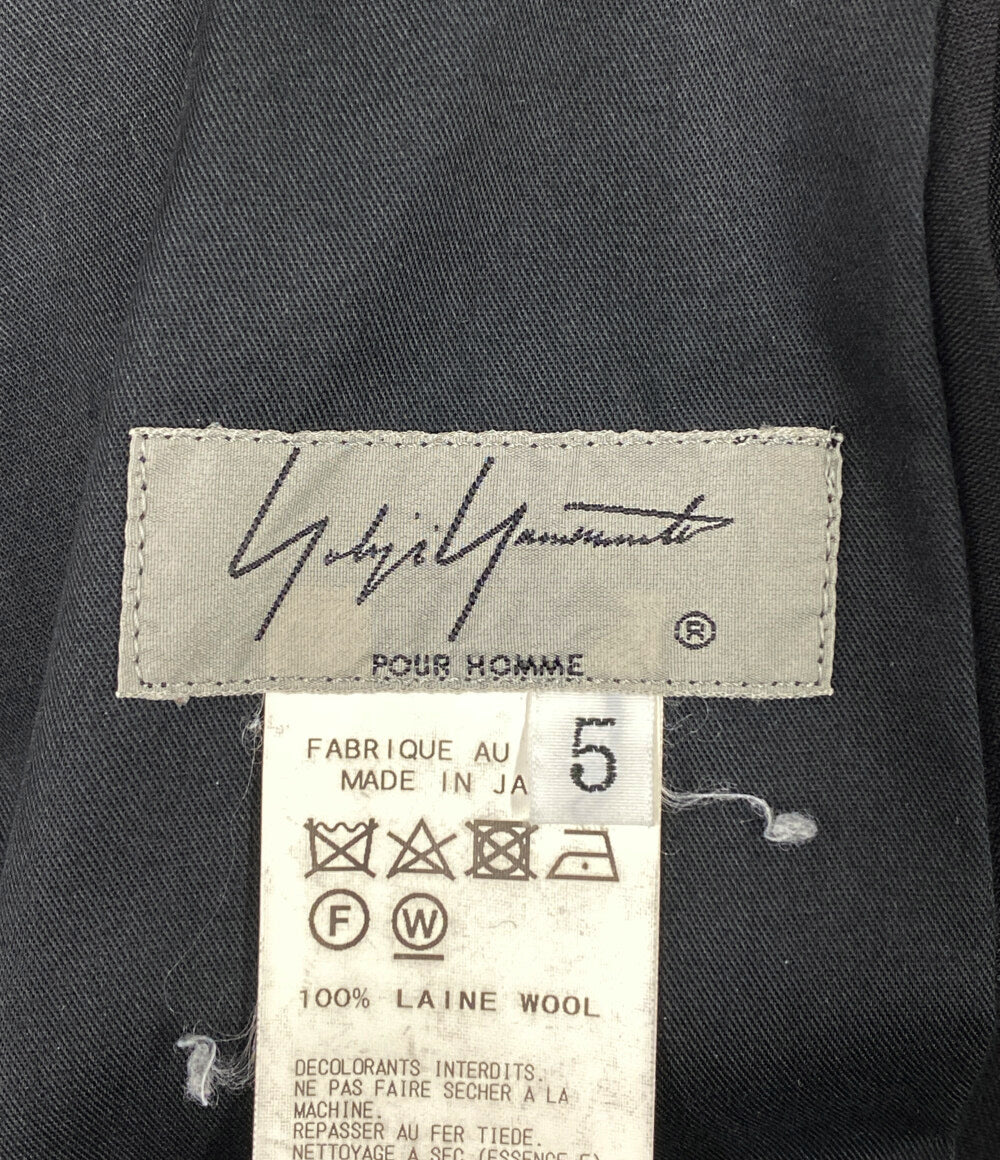 Yohji Yamamoto
®
POUR HOMME
5
FABRIQUE AU
MADE IN JA
F W
100% LAINE WOOL
DECOLORANTS INTERDITS.
NE PAS FAIRE SECHER A LA
MACHINE.
REPASSER AU FER TIEDE.
NETTOYAGE A SEC (ESSENCE F)